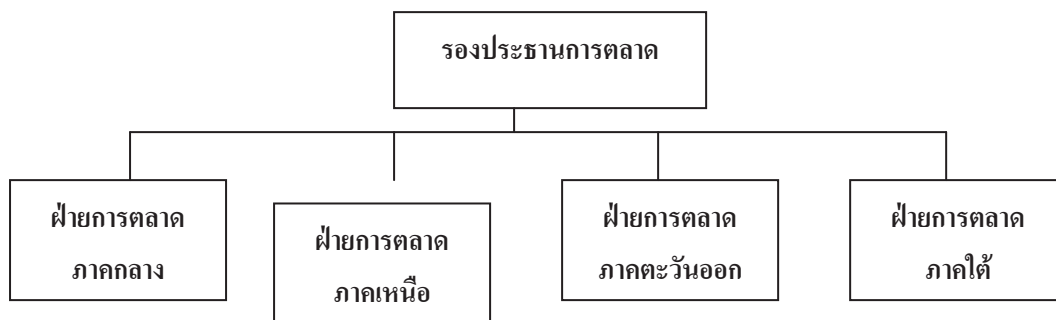 รองประธานการตลาด
ฝ่ายการตลาด
ภาคกลาง
ฝ่ายการตลาด
ภาคเหนือ
ฝ่ายการตลาด
ภาคตะวันออก
ฝ่ายการตลาด
ภาคใต้